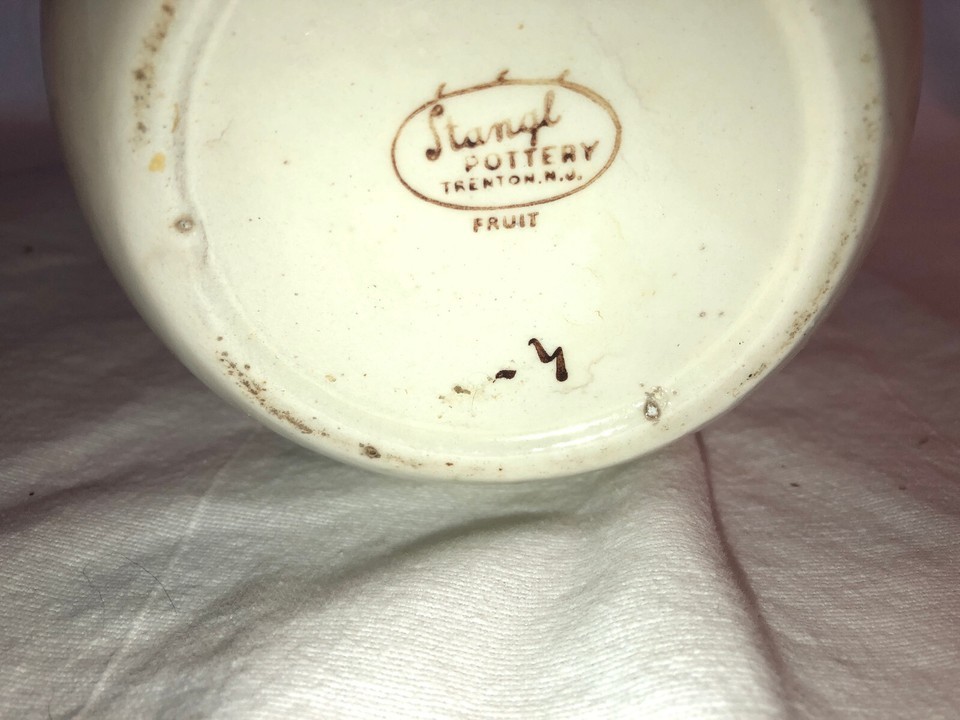 Stangl
POTTERY
TRENTON.N.J.
FRUIT